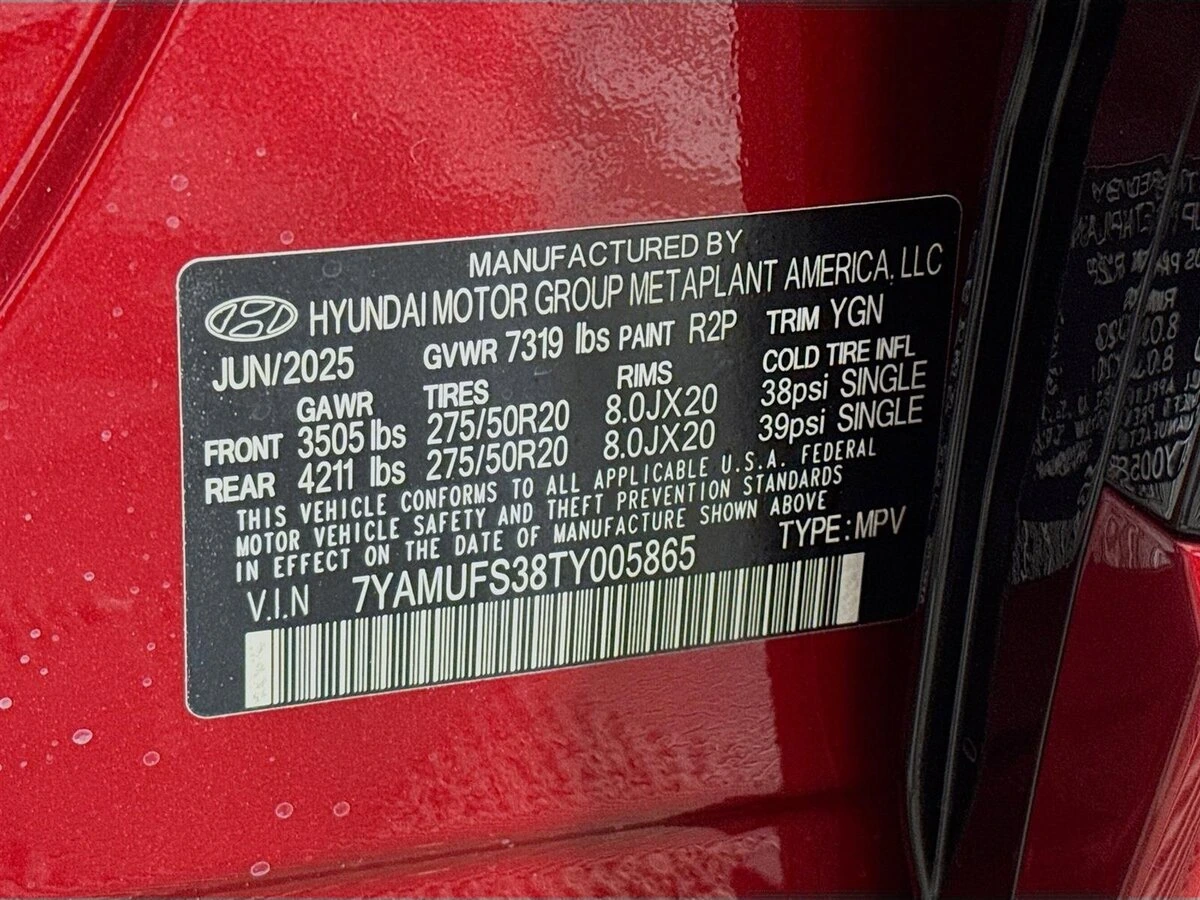 MANUFACTURED BY
HYUNDAI MOTOR GROUP METAPLANT AMERICA, LLC
JUN/2025 GVWR 7319 lbs PAINT R2P TRIM YGN
GAWR TIRES RIMS COLD TIRE INFL
FRONT 3505 lbs 275/50R20 8.0JX20 38psi SINGLE
REAR 4211 lbs 275/50R20 8.0JX20 39psi SINGLE
THIS VEHICLE CONFORMS TO ALL APPLICABLE U.S.A. FEDERAL
MOTOR VEHICLE SAFETY AND THEFT PREVENTION STANDARDS
IN EFFECT ON THE DATE OF MANUFACTURE SHOWN ABOVE
V.I.N 7YAMUFS38TY005865 TYPE: MPV